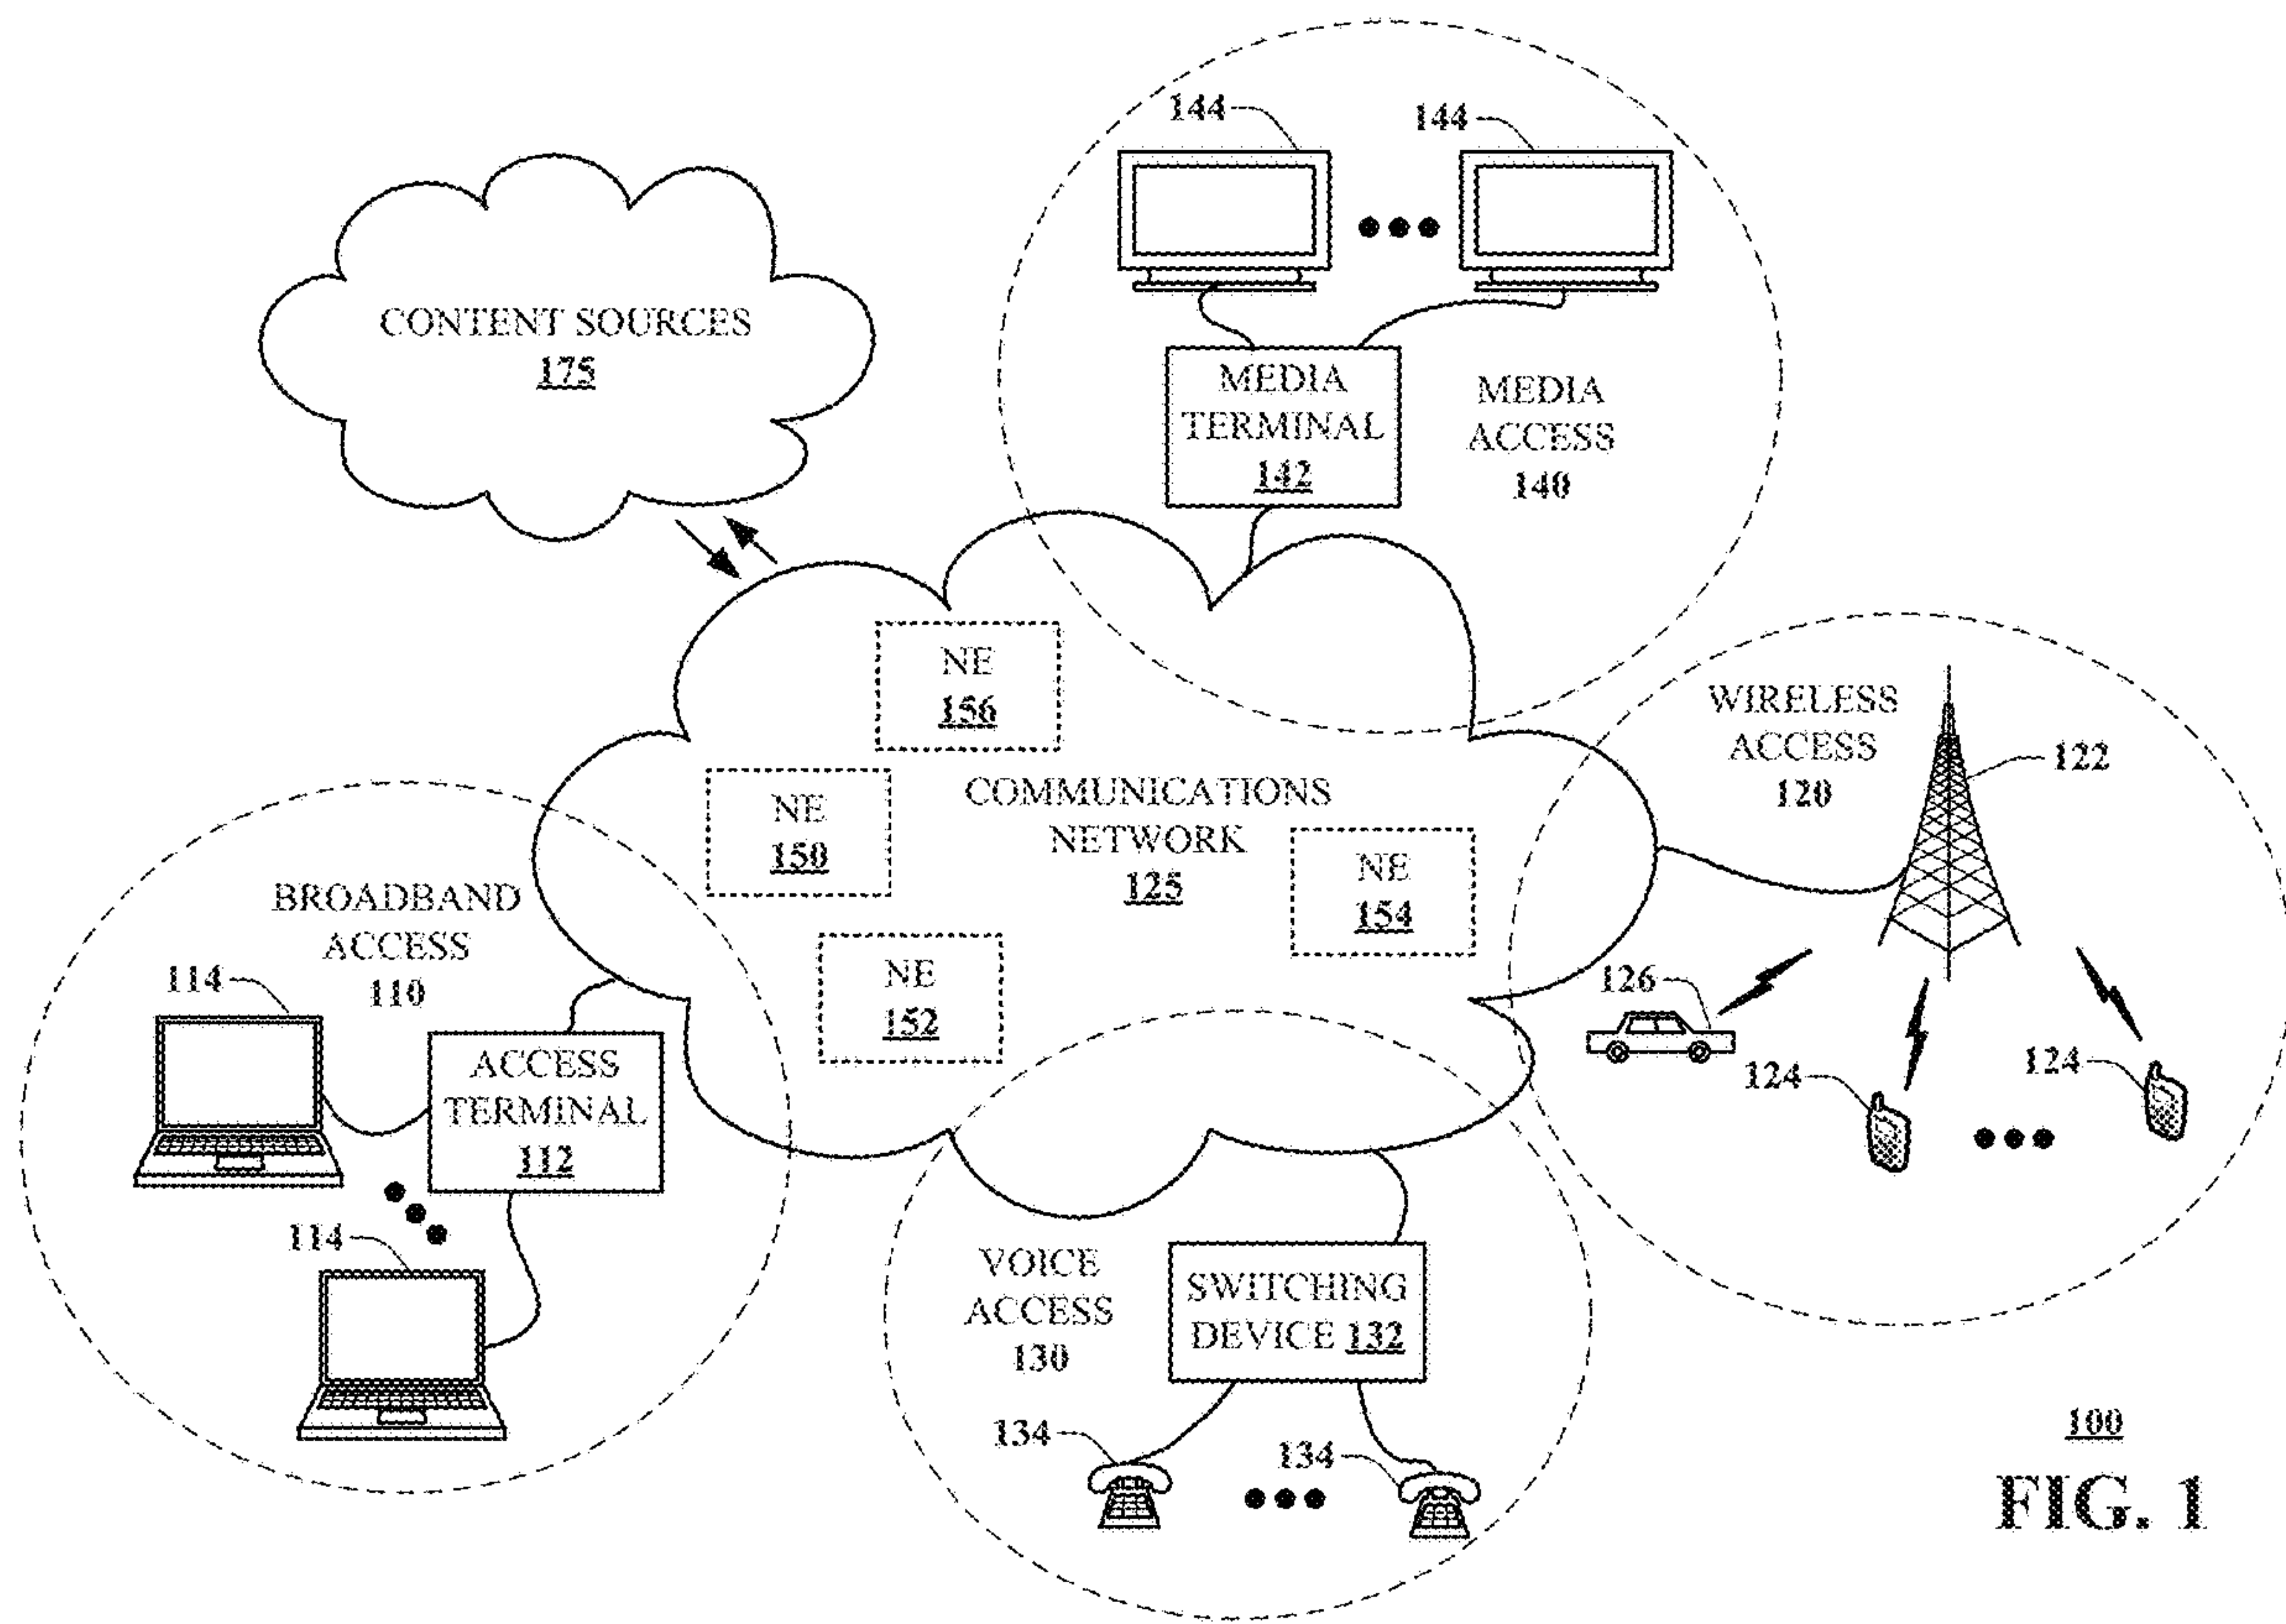 144
144
CONTENT SOURCES
175
MEDIA
TERMINAL
142
MEDIA
ACCESS
140
NE
156
WIRELESS
ACCESS
120
122
COMMUNICATIONS
NETWORK
125
NE
150
NE
154
BROADBAND
ACCESS
110
NE
152
114
126
ACCESS
TERMINAL
112
124
124
114
VOICE
ACCESS
130
SWITCHING
DEVICE 132
134
134
100
FIG. 1